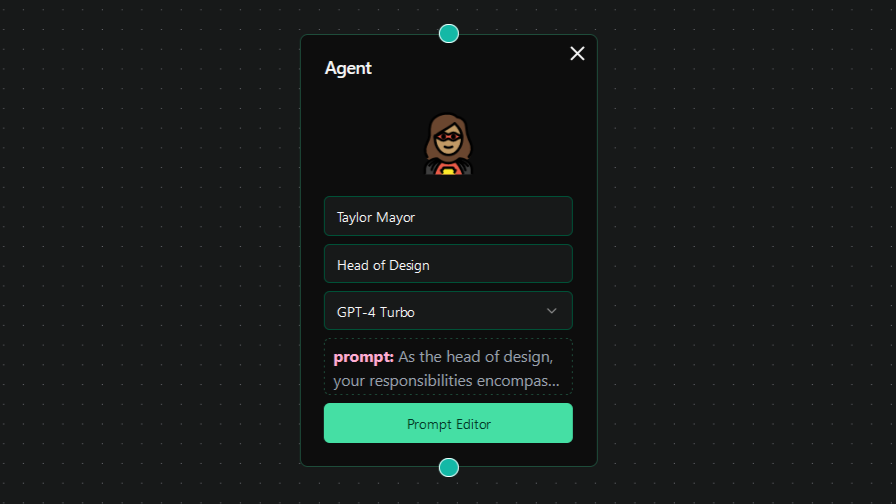 Agent
Taylor Mayor
Head of Design
GPT-4 Turbo
prompt: As the head of design,
your responsibilities encompas...
Prompt Editor